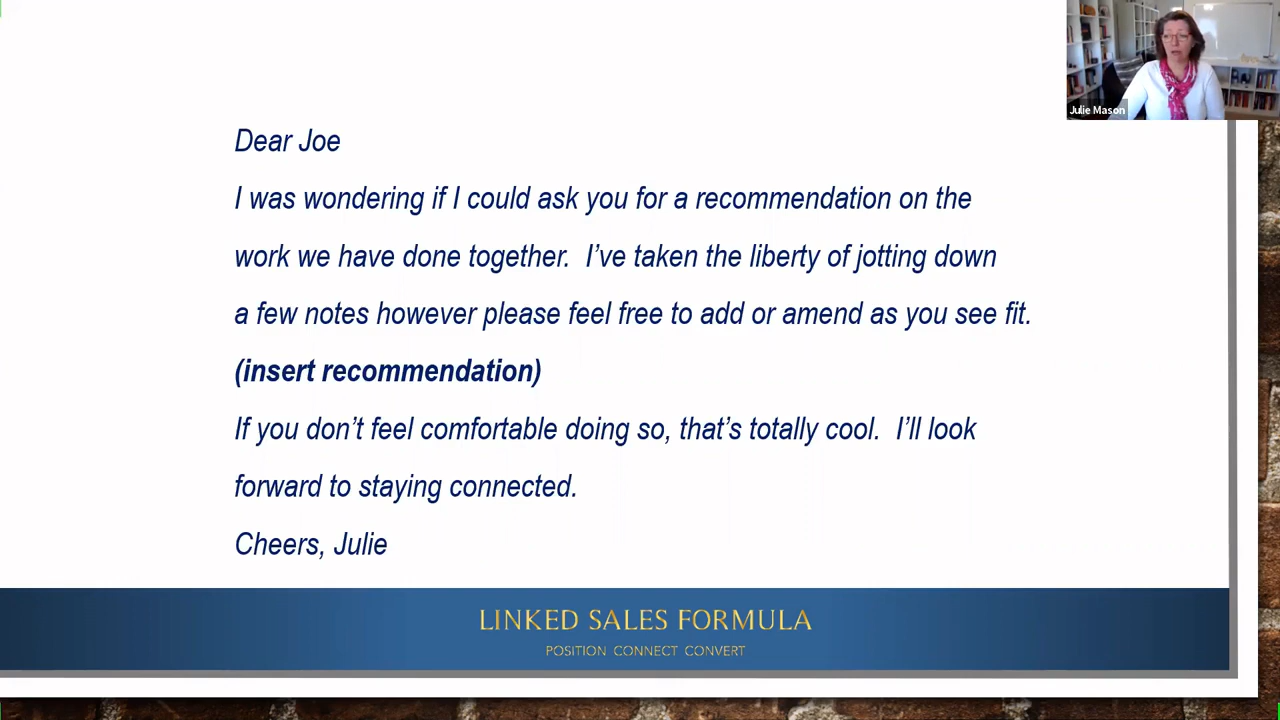 Julie Mason
Dear Joe
I was wondering if I could ask you for a recommendation on the
work we have done together.  I’ve taken the liberty of jotting down
a few notes however please feel free to add or amend as you see fit.
(insert recommendation)
If you don’t feel comfortable doing so, that’s totally cool.  I’ll look
forward to staying connected.
Cheers, Julie
LINKED SALES FORMULA
POSITION CONNECT CONVERT